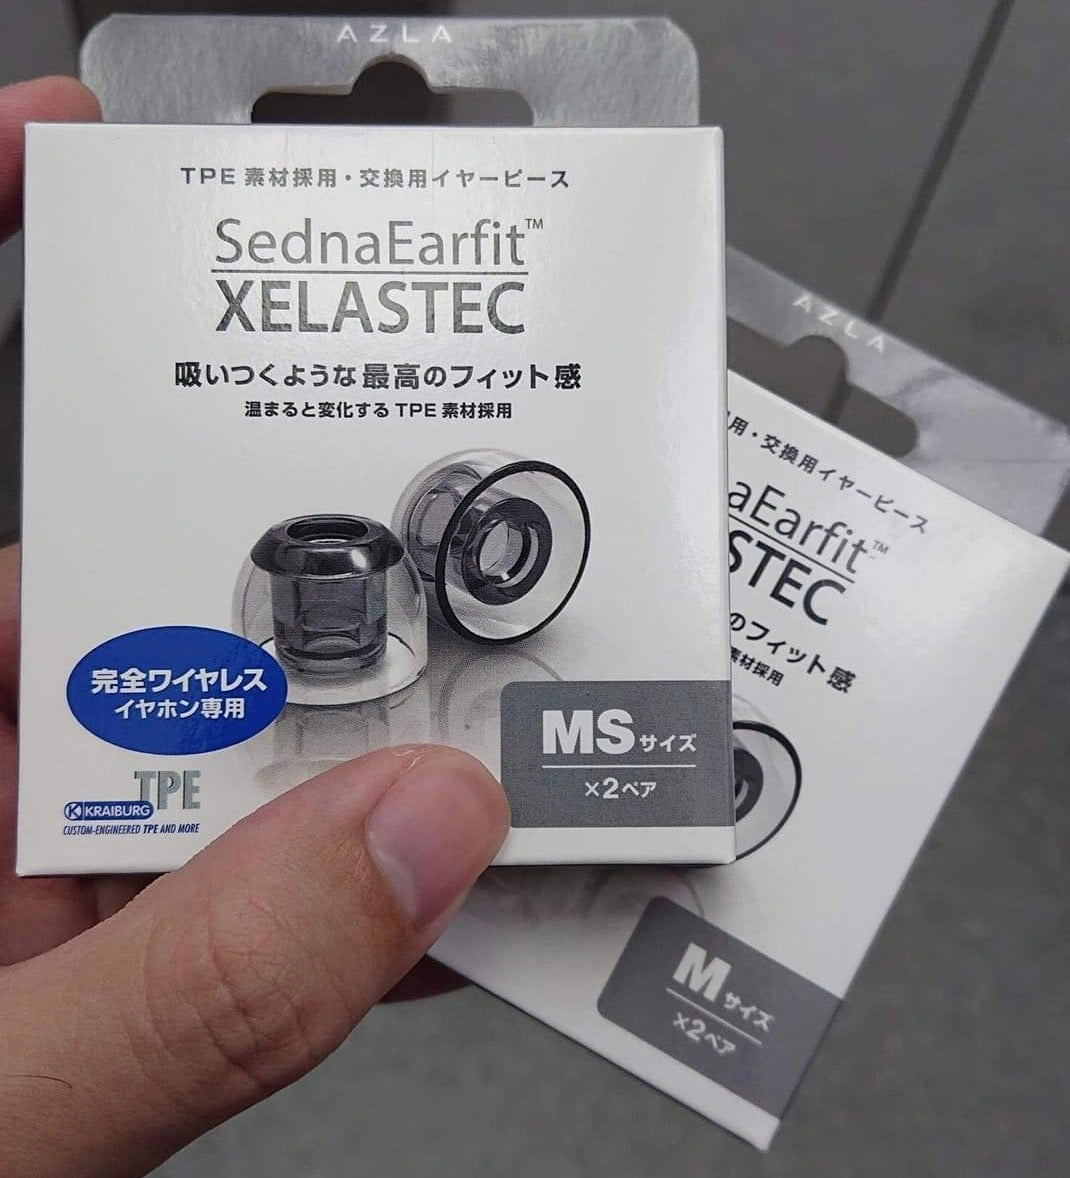 AZLA
TPE 素材採用・交換用イヤーピース
SednaEarfit™
XELASTEC
吸いつくような最高のフィット感
温まると変化する TPE 素材採用
完全ワイヤレス
イヤホン専用
TPE
KRAIBURG
CUSTOM-ENGINEERED TPE AND MORE
MSサイズ
×2ペア
AZLA
用・交換用イヤーピース
aEarfit™
STEC
のフィット感
素材採用
Mサイズ
×2ペア